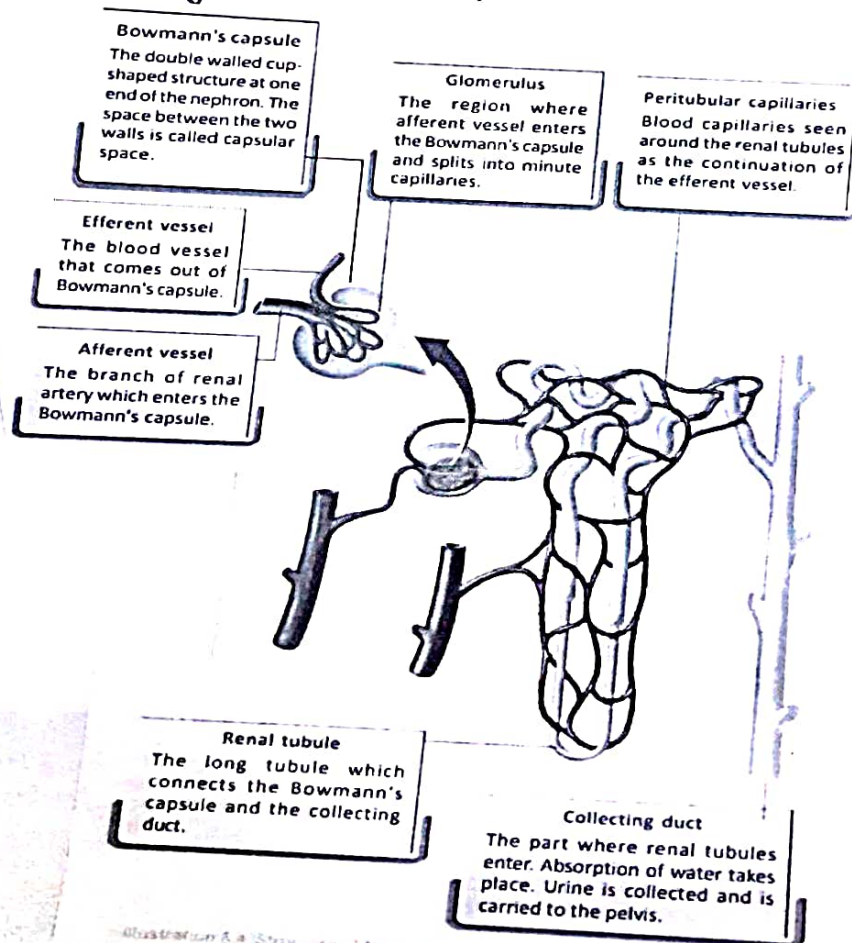 Bowmann's capsule
The double walled cup-
shaped structure at one
end of the nephron. The
space between the two
walls is called capsular
space.
Glomerulus
The region where
afferent vessel enters
the Bowmann's capsule
and splits into minute
capillaries.
Peritubular capillaries
Blood capillaries seen
around the renal tubules
as the continuation of
the efferent vessel.
Efferent vessel
The blood vessel
that comes out of
Bowmann's capsule.
Afferent vessel
The branch of renal
artery which enters the
Bowmann's capsule.
Renal tubule
The long tubule which
connects the Bowmann's
capsule and the collecting
duct.
Collecting duct
The part where renal tubules
enter. Absorption of water takes
place. Urine is collected and is
carried to the pelvis.
Illustration